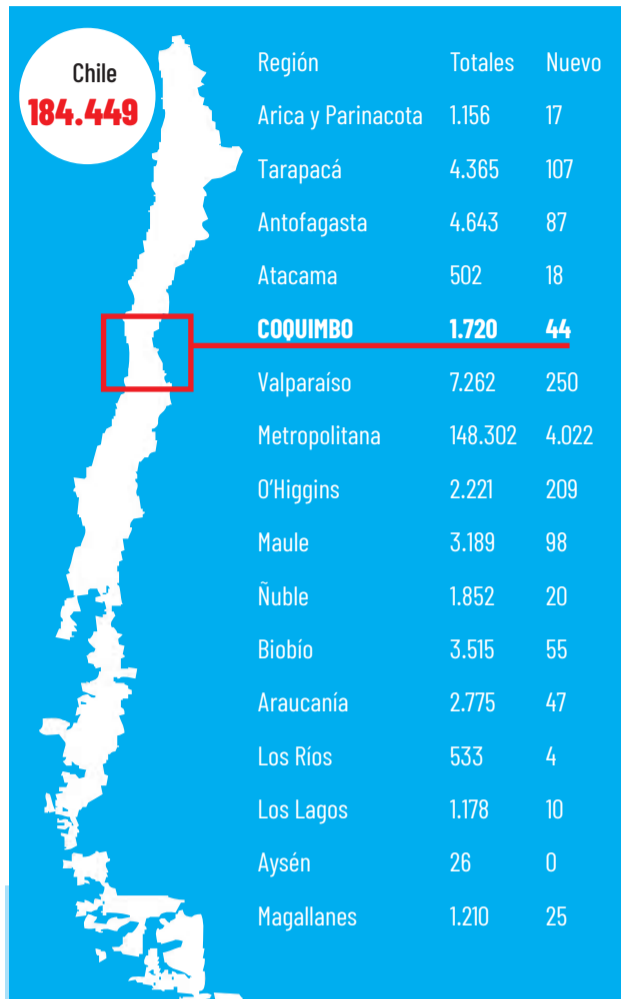 Chile
184.449
Región Totales Nuevo
Arica y Parinacota 1.156 17
Tarapacá 4.365 107
Antofagasta 4.643 87
Atacama 502 18
COQUIMBO 1.720 44
Valparaíso 7.262 250
Metropolitana 148.302 4.022
O'Higgins 2.221 209
Maule 3.189 98
Ñuble 1.852 20
Biobío 3.515 55
Araucanía 2.775 47
Los Ríos 533 4
Los Lagos 1.178 10
Aysén 26 0
Magallanes 1.210 25